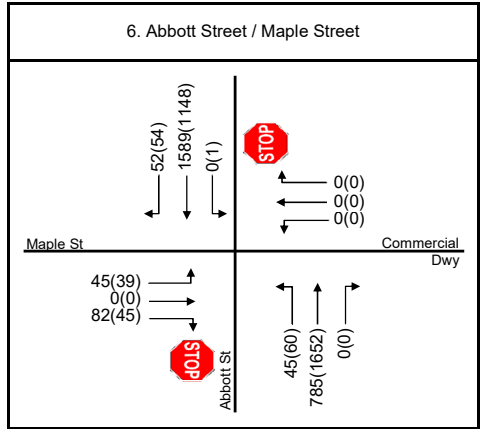 6. Abbott Street / Maple Street
52(54)
1589(1148)
0(1)
STOP
0(0)
0(0)
0(0)
Maple St
Commercial
Dwy
45(39)
0(0)
82(45)
STOP
Abbott St
45(60)
785(1652)
0(0)